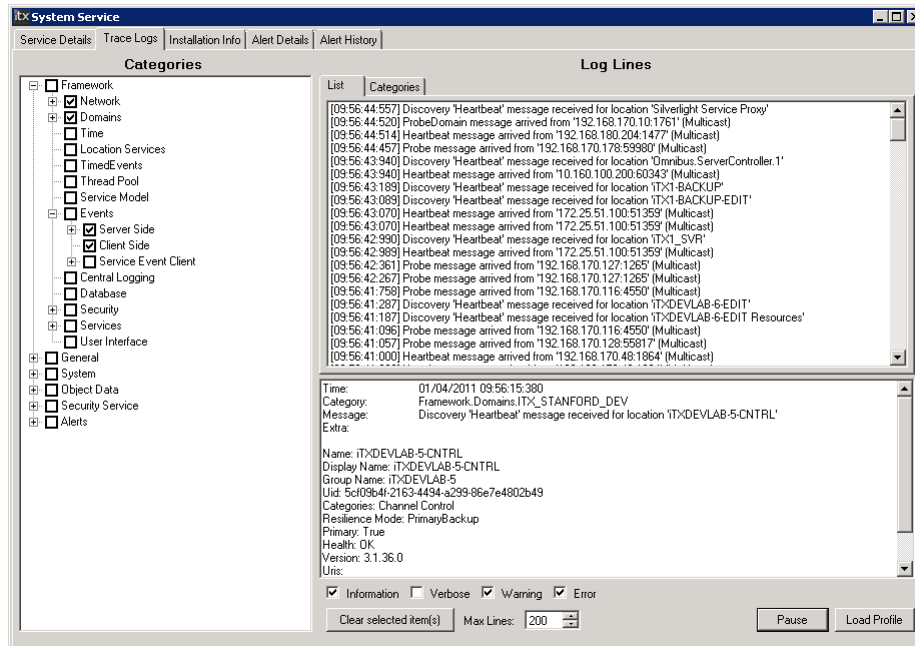 itx System Service
Service Details Trace Logs Installation Info Alert Details Alert History
Categories
Framework
Network
Domains
Time
Location Services
TimedEvents
Thread Pool
Service Model
Events
Server Side
Client Side
Service Event Client
Central Logging
Database
Security
Services
User Interface
General
System
Object Data
Security Service
Alerts
Log Lines
List Categories
[09:56:44:557] Discovery 'Heartbeat' message received for location 'Silverlight Service Proxy'
[09:56:44:520] ProbeDomain message arrived from '192.168.170.10:1761' (Multicast)
[09:56:44:514] Heartbeat message arrived from '192.168.180.204:1477' (Multicast)
[09:56:44:457] Probe message arrived from '192.168.170.178:59980' (Multicast)
[09:56:43:940] Discovery 'Heartbeat' message received for location 'Omnibus.ServerController.1'
[09:56:43:940] Heartbeat message arrived from '10.160.100.200:60343' (Multicast)
[09:56:43:189] Discovery 'Heartbeat' message received for location 'iTX1-BACKUP'
[09:56:43:089] Discovery 'Heartbeat' message received for location 'iTX1-BACKUP-EDIT'
[09:56:43:070] Heartbeat message arrived from '172.25.51.100:51359' (Multicast)
[09:56:43:070] Heartbeat message arrived from '172.25.51.100:51359' (Multicast)
[09:56:42:990] Discovery 'Heartbeat' message received for location 'iTX1_SVR'
[09:56:42:989] Heartbeat message arrived from '172.25.51.100:51359' (Multicast)
[09:56:42:361] Probe message arrived from '192.168.170.127:1265' (Multicast)
[09:56:42:267] Probe message arrived from '192.168.170.127:1265' (Multicast)
[09:56:41:758] Probe message arrived from '192.168.170.116:4550' (Multicast)
[09:56:41:287] Discovery 'Heartbeat' message received for location 'iTXDEVLAB-6-EDIT'
[09:56:41:187] Discovery 'Heartbeat' message received for location 'iTXDEVLAB-6-EDIT Resources'
[09:56:41:096] Probe message arrived from '192.168.170.116:4550' (Multicast)
[09:56:41:057] Probe message arrived from '192.168.170.128:55817' (Multicast)
[09:56:41:000] Heartbeat message arrived from '192.168.170.48:1864' (Multicast)
Time: 01/04/2011 09:56:15:380
Category: Framework.Domains.ITX_STANFORD_DEV
Message: Discovery 'Heartbeat' message received for location 'iTXDEVLAB-5-CNTRL'
Extra:
Name: iTXDEVLAB-5-CNTRL
Display Name: iTXDEVLAB-5-CNTRL
Group Name: iTXDEVLAB-5
Uid: 5cf09b4f-2163-4494-a299-86e7e4802b49
Categories: Channel Control
Resilience Mode: PrimaryBackup
Primary: True
Health: OK
Version: 3.1.36.0
Uris:
Information Verbose Warning Error
Clear selected item(s) Max Lines: 200 Pause Load Profile